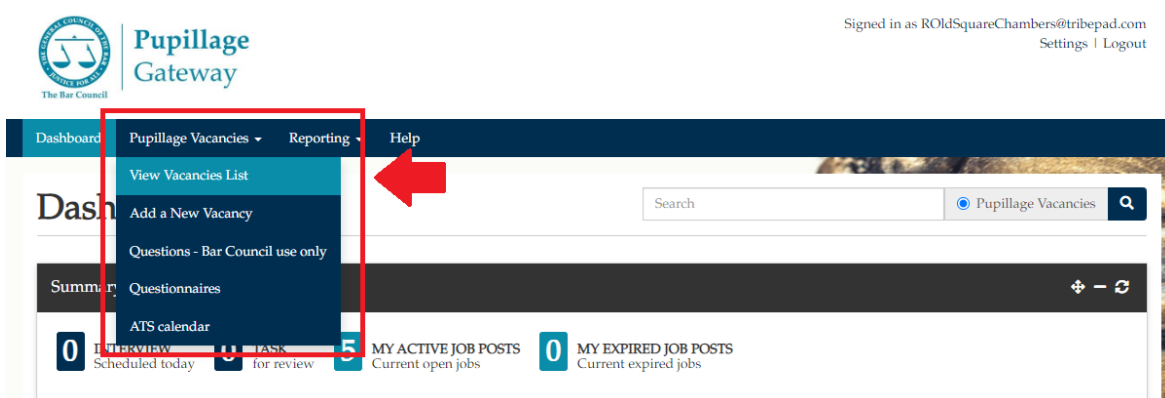 THE GENERAL COUNCIL OF THE BAR
JUSTICE FOR ALL
The Bar Council
Pupillage
Gateway
Signed in as ROldSquareChambers@tribepad.com
Settings | Logout
Dashboard Pupillage Vacancies Reporting Help
View Vacancies List
Add a New Vacancy
Questions - Bar Council use only
Questionnaires
ATS calendar
Dash
Search Pupillage Vacancies
Summary
0 INTERVIEW
Scheduled today
0 TASK
for review
5 MY ACTIVE JOB POSTS
Current open jobs
0 MY EXPIRED JOB POSTS
Current expired jobs